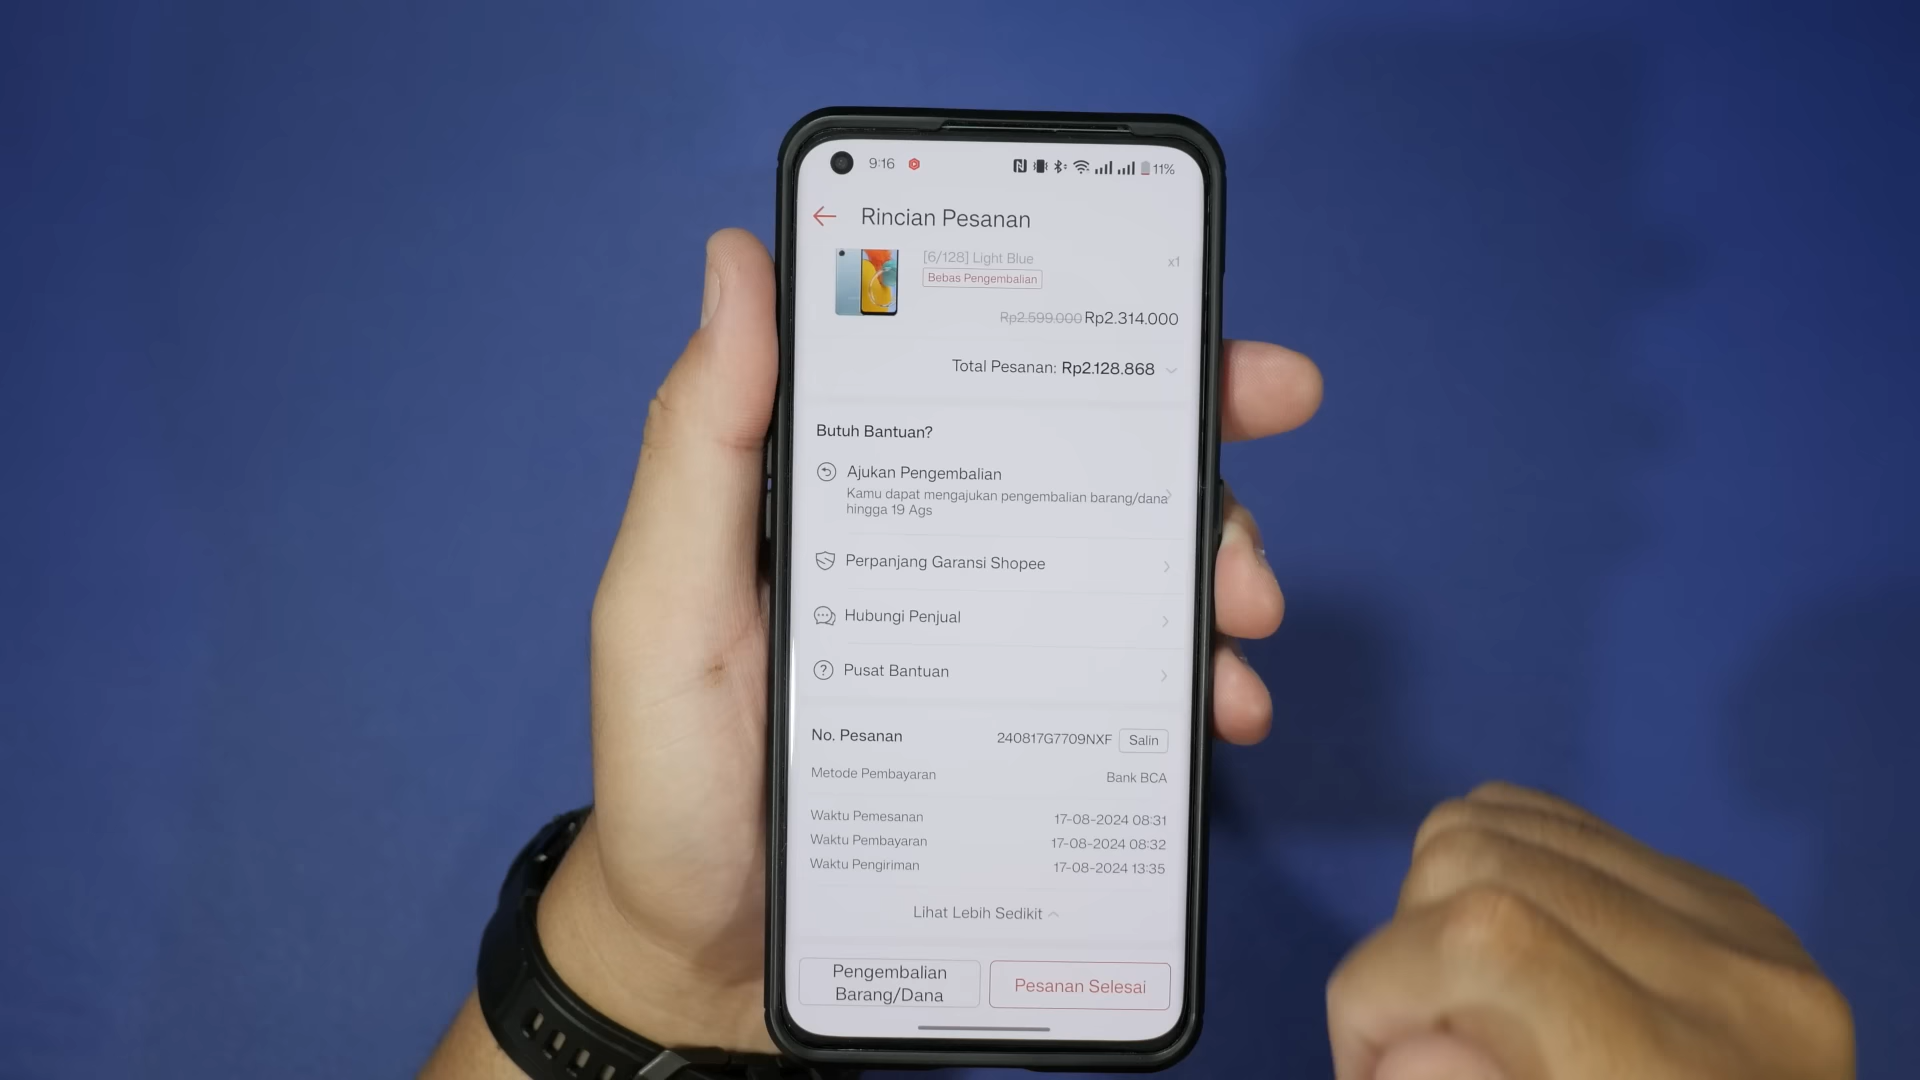 9:16
11%
Rincian Pesanan
[6/128] Light Blue
x1
Bebas Pengembalian
Rp2.599.000 Rp2.314.000
Total Pesanan: Rp2.128.868
Butuh Bantuan?
Ajukan Pengembalian
Kamu dapat mengajukan pengembalian barang/dana
hingga 19 Ags
Perpanjang Garansi Shopee
Hubungi Penjual
Pusat Bantuan
No. Pesanan 240817G7709NXF Salin
Metode Pembayaran Bank BCA
Waktu Pemesanan 17-08-2024 08:31
Waktu Pembayaran 17-08-2024 08:32
Waktu Pengiriman 17-08-2024 13:35
Lihat Lebih Sedikit
Pengembalian
Barang/Dana
Pesanan Selesai